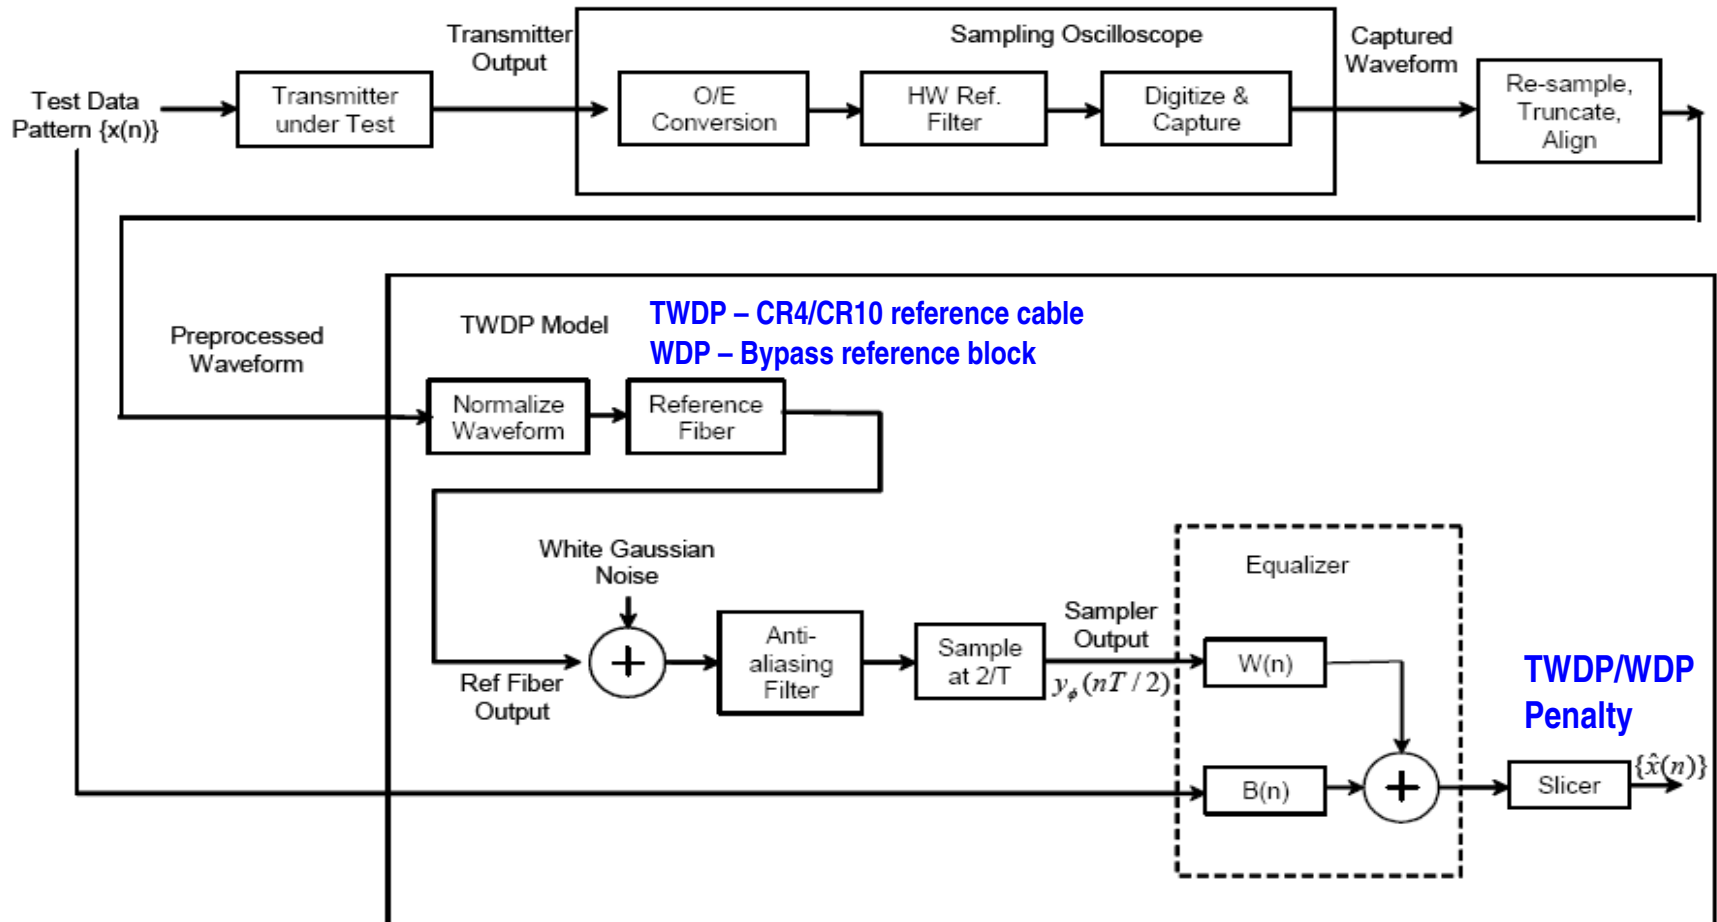 Transmitter
Output
Sampling Oscilloscope
Captured
Waveform
Test Data
Pattern {x(n)}
Transmitter
under Test
O/E
Conversion
HW Ref.
Filter
Digitize &
Capture
Re-sample,
Truncate,
Align
Preprocessed
Waveform
TWDP Model
TWDP – CR4/CR10 reference cable
WDP – Bypass reference block
Normalize
Waveform
Reference
Fiber
White Gaussian
Noise
Ref Fiber
Output
Anti-
aliasing
Filter
Sample
at 2/T
Sampler
Output
y_ϕ(nT / 2)
Equalizer
W(n)
B(n)
TWDP/WDP
Penalty
Slicer
{x̂(n)}
+
+